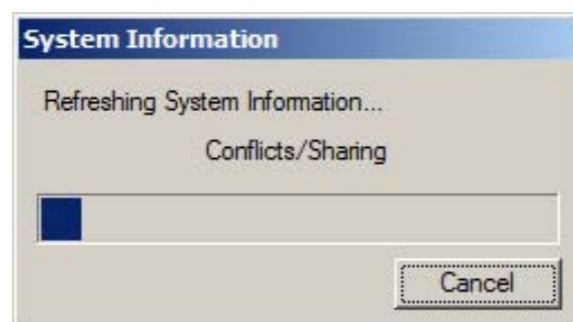 System Information
Refreshing System Information...
Conflicts/Sharing
Cancel